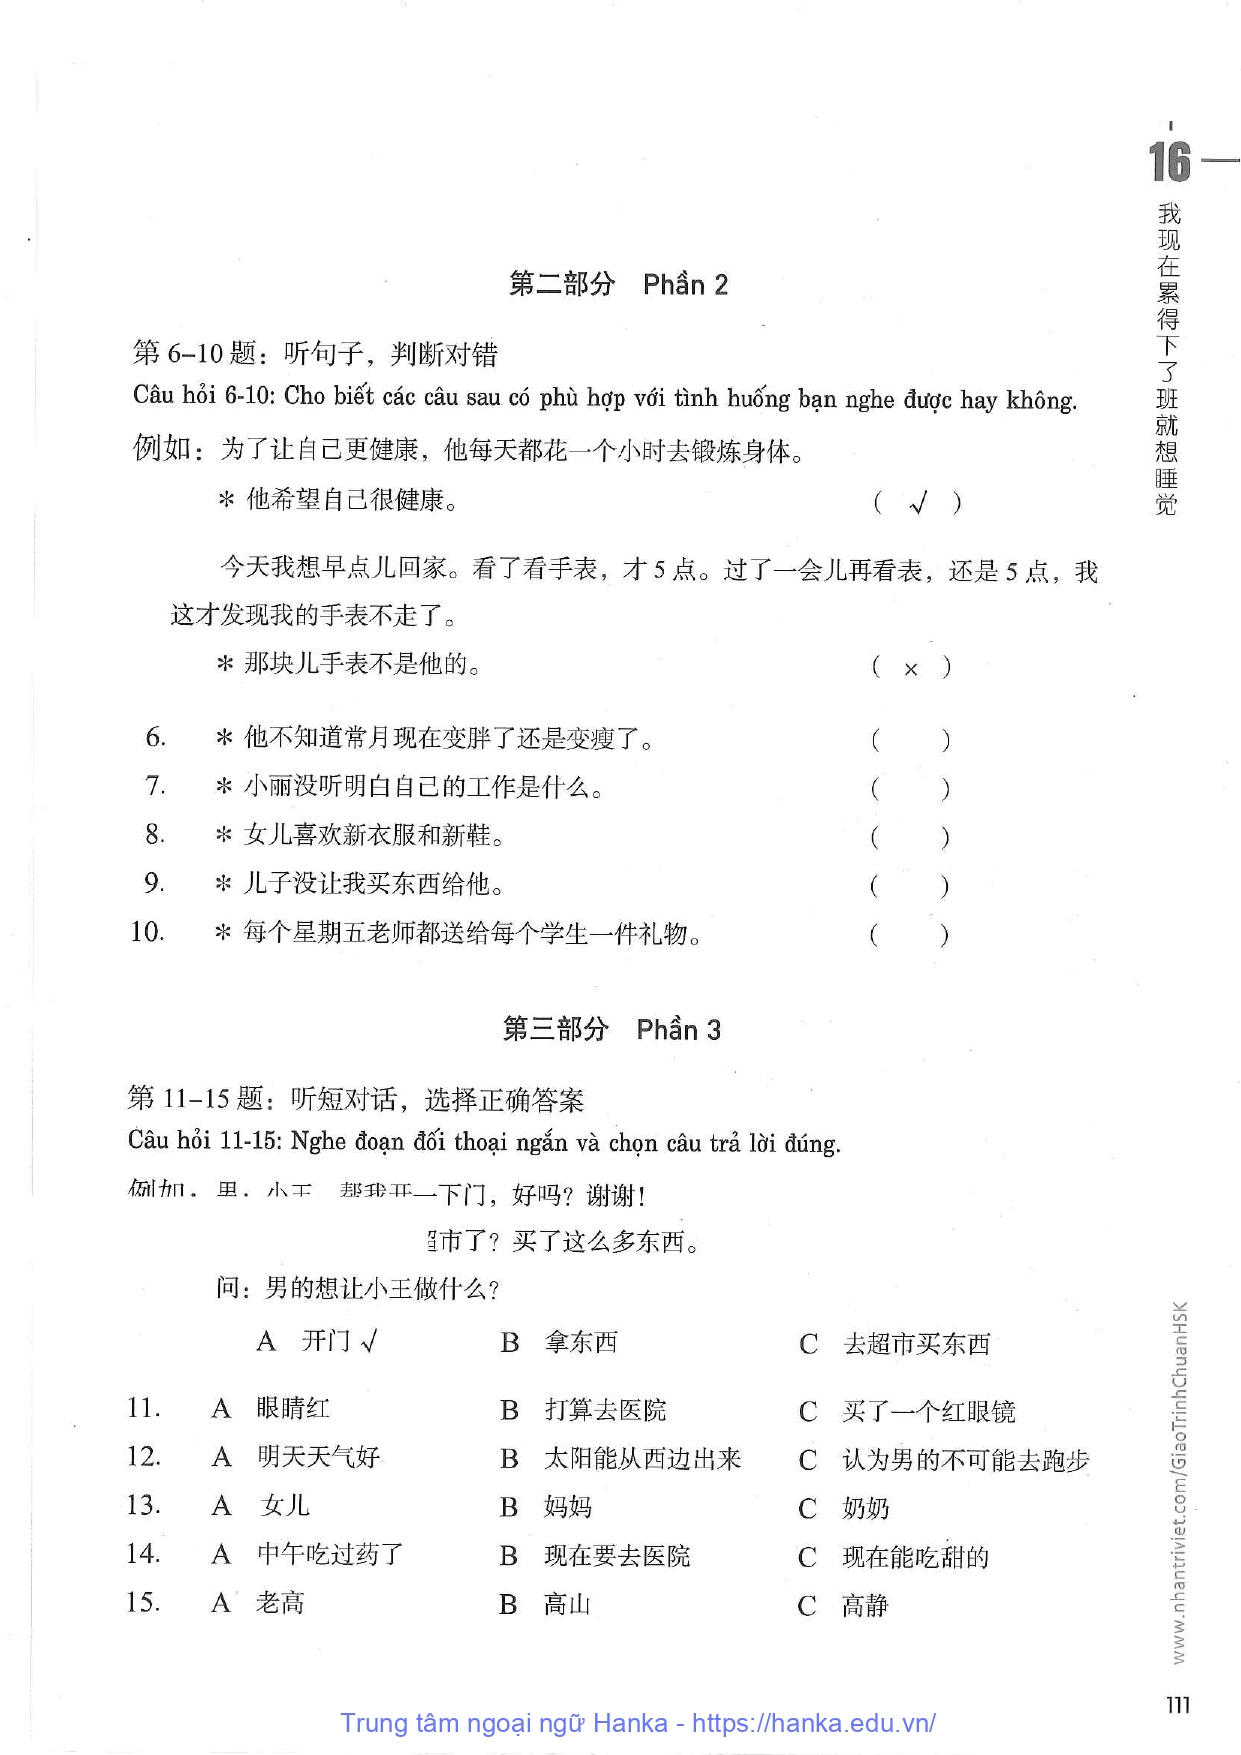 16
我现在累得下了班就想睡觉
第二部分 Phần 2
第 6–10 题：听句子，判断对错
Câu hỏi 6-10: Cho biết các câu sau có phù hợp với tình huống bạn nghe được hay không.
例如：为了让自己更健康，他每天都花一个小时去锻炼身体。
＊ 他希望自己很健康。 ( √ )
今天我想早点儿回家。看了看手表，才 5 点。过了一会儿再看表，还是 5 点，我
这才发现我的手表不走了。
＊ 那块儿手表不是他的。 ( × )
6. ＊ 他不知道常月现在变胖了还是变瘦了。 ( )
7. ＊ 小丽没听明白自己的工作是什么。 ( )
8. ＊ 女儿喜欢新衣服和新鞋。 ( )
9. ＊ 儿子没让我买东西给他。 ( )
10. ＊ 每个星期五老师都送给每个学生一件礼物。 ( )
第三部分 Phần 3
第 11–15 题：听短对话，选择正确答案
Câu hỏi 11-15: Nghe đoạn đối thoại ngắn và chọn câu trả lời đúng.
例如：男：小王，帮我开一下门，好吗？谢谢！
市了？买了这么多东西。
问：男的想让小王做什么？
A 开门 √ B 拿东西 C 去超市买东西
11. A 眼睛红 B 打算去医院 C 买了一个红眼镜
12. A 明天天气好 B 太阳能从西边出来 C 认为男的不可能去跑步
13. A 女儿 B 妈妈 C 奶奶
14. A 中午吃过药了 B 现在要去医院 C 现在能吃甜的
15. A 老高 B 高山 C 高静
www.nhantriviet.com/GiaoTrinhChuanHSK
111
Trung tâm ngoại ngữ Hanka - https://hanka.edu.vn/